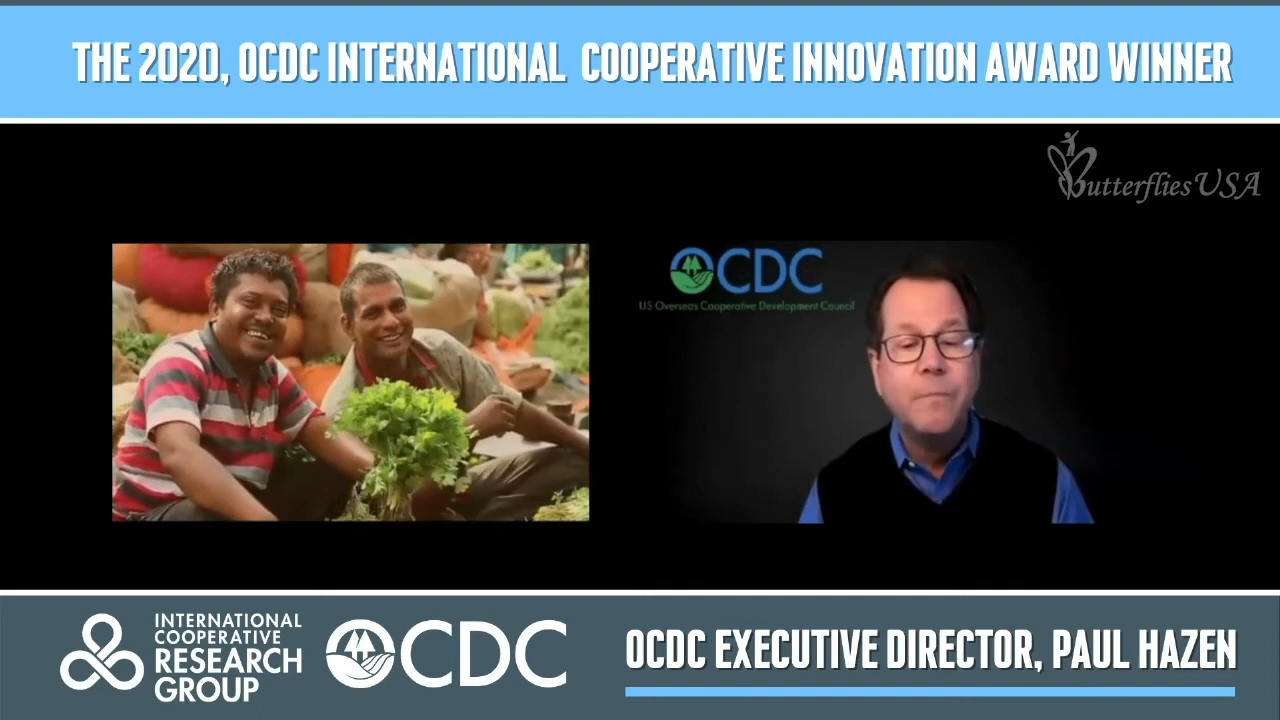 THE 2020, OCDC INTERNATIONAL COOPERATIVE INNOVATION AWARD WINNER
ButterfliesUSA
OCDC
US Overseas Cooperative Development Council
INTERNATIONAL
COOPERATIVE
RESEARCH
GROUP
OCDC
OCDC EXECUTIVE DIRECTOR, PAUL HAZEN